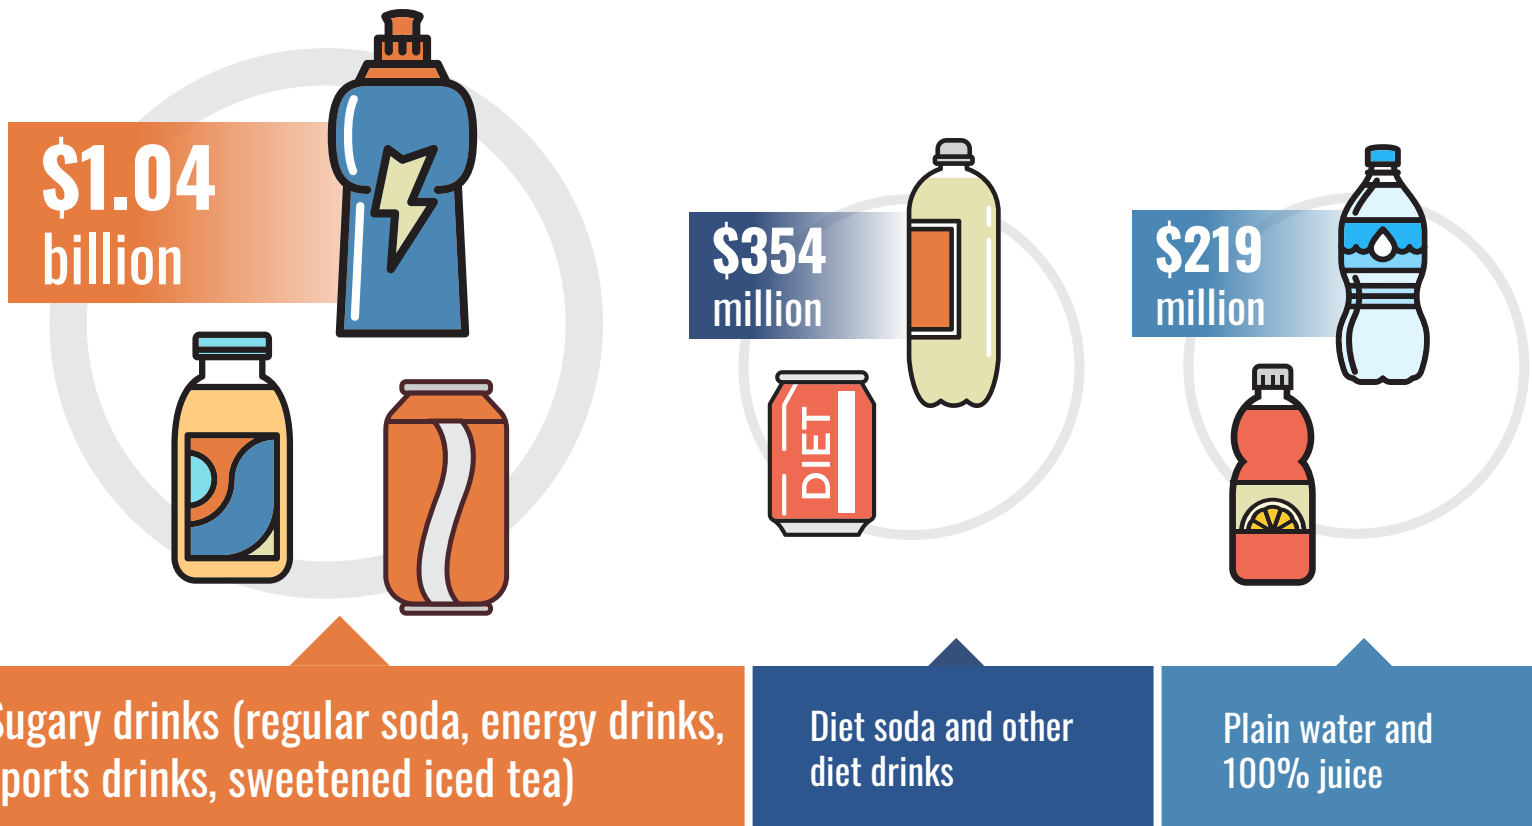 $1.04
billion
$354
million
$219
million
DIET
Sugary drinks (regular soda, energy drinks,
ports drinks, sweetened iced tea)
Diet soda and other
diet drinks
Plain water and
100% juice